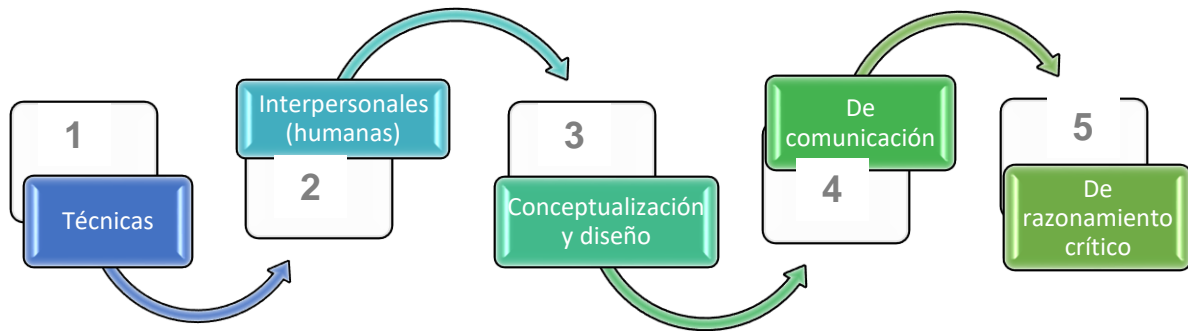 1
Técnicas
Interpersonales
(humanas)
2
3
Conceptualización
y diseño
De
comunicación
4
5
De
razonamiento
crítico